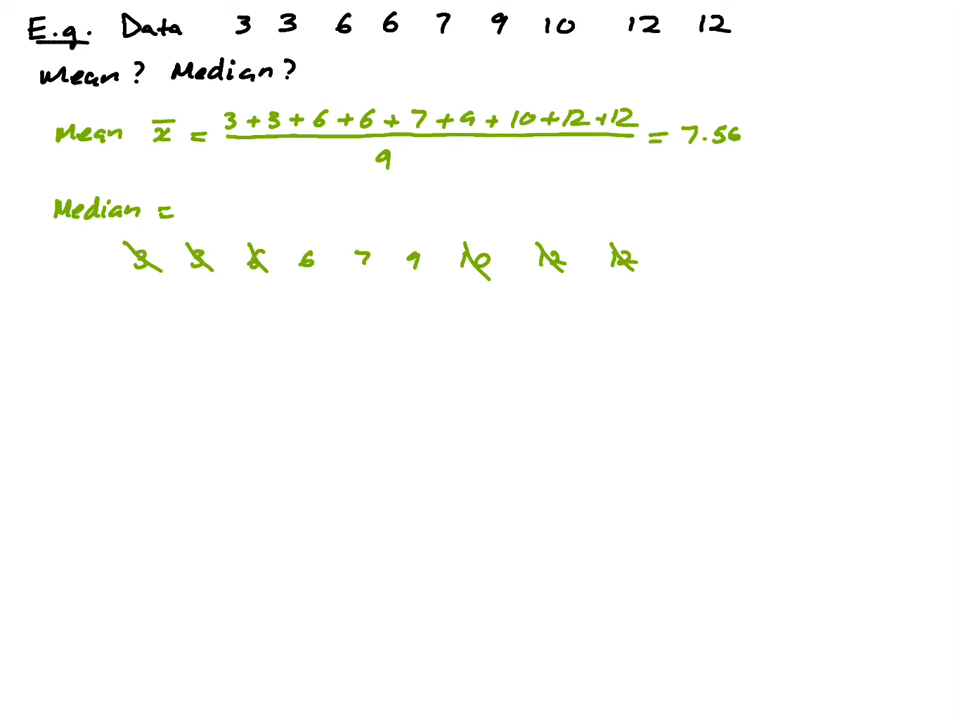 E.g. Data 3 3 6 6 7 9 10 12 12
Mean? Median?
Mean x̄ = (3+3+6+6+7+9+10+12+12)/9 = 7.56
Median =
3 3 6 6 7 9 10 12 12